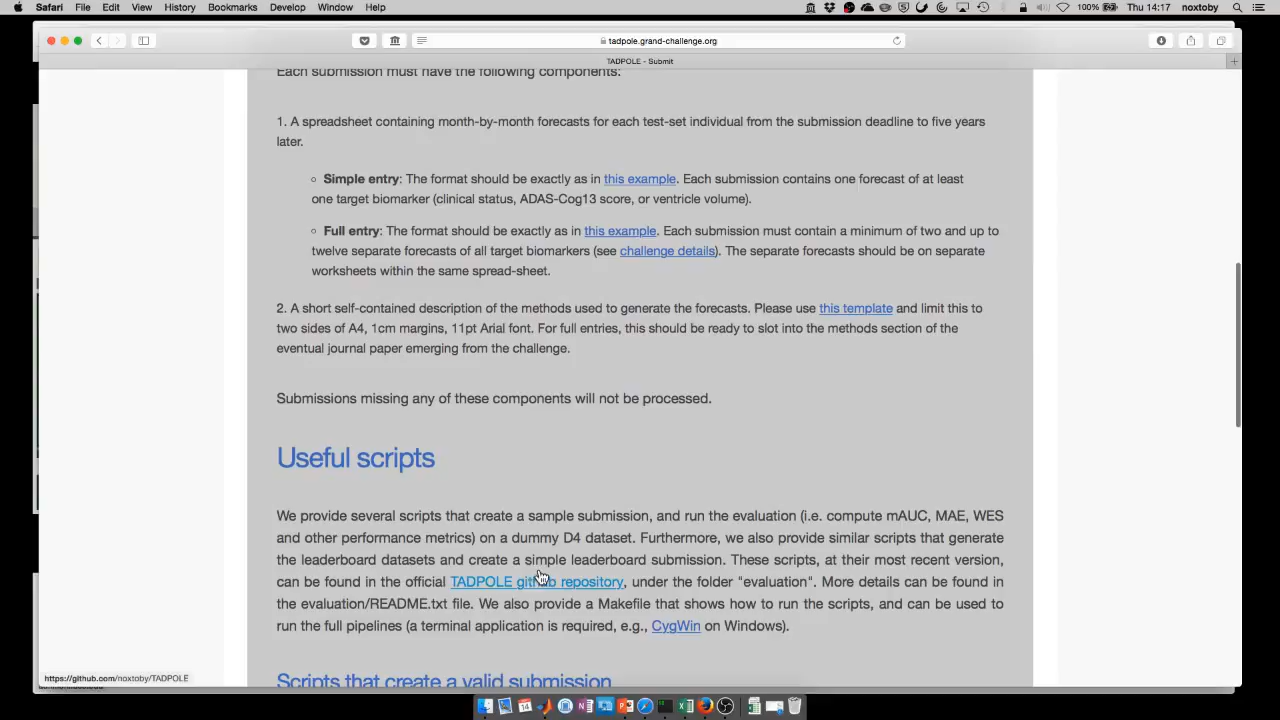 Safari File Edit View History Bookmarks Develop Window Help 100% Thu 14:17 noxtoby
tadpole.grand-challenge.org
TADPOLE - Submit
Each submission must have the following components:
1. A spreadsheet containing month-by-month forecasts for each test-set individual from the submission deadline to five years
later.
Simple entry: The format should be exactly as in this example. Each submission contains one forecast of at least
one target biomarker (clinical status, ADAS-Cog13 score, or ventricle volume).
Full entry: The format should be exactly as in this example. Each submission must contain a minimum of two and up to
twelve separate forecasts of all target biomarkers (see challenge details). The separate forecasts should be on separate
worksheets within the same spread-sheet.
2. A short self-contained description of the methods used to generate the forecasts. Please use this template and limit this to
two sides of A4, 1cm margins, 11pt Arial font. For full entries, this should be ready to slot into the methods section of the
eventual journal paper emerging from the challenge.
Submissions missing any of these components will not be processed.
Useful scripts
We provide several scripts that create a sample submission, and run the evaluation (i.e. compute mAUC, MAE, WES
and other performance metrics) on a dummy D4 dataset. Furthermore, we also provide similar scripts that generate
the leaderboard datasets and create a simple leaderboard submission. These scripts, at their most recent version,
can be found in the official TADPOLE github repository, under the folder "evaluation". More details can be found in
the evaluation/README.txt file. We also provide a Makefile that shows how to run the scripts, and can be used to
run the full pipelines (a terminal application is required, e.g., CygWin on Windows).
Scripts that create a valid submission
https://github.com/noxtoby/TADPOLE